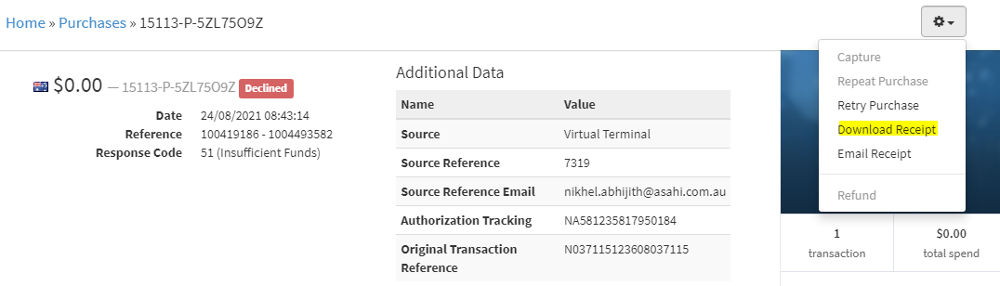 Home » Purchases » 15113-P-5ZL75O9Z
$0.00 — 15113-P-5ZL75O9Z Declined
Date 24/08/2021 08:43:14
Reference 100419186 - 1004493582
Response Code 51 (Insufficient Funds)
Additional Data
Name Value
Source Virtual Terminal
Source Reference 7319
Source Reference Email nikhel.abhijith@asahi.com.au
Authorization Tracking NA581235817950184
Original Transaction N037115123608037115
Reference
Capture
Repeat Purchase
Retry Purchase
Download Receipt
Email Receipt
Refund
1 $0.00
transaction total spend